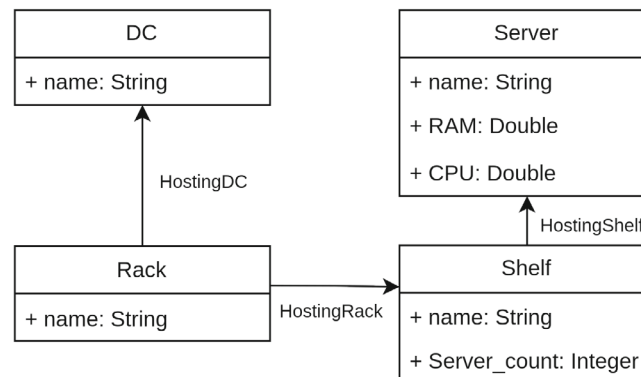 DC
+ name: String
Server
+ name: String
+ RAM: Double
+ CPU: Double
HostingDC
HostingShelf
Rack
+ name: String
HostingRack
Shelf
+ name: String
+ Server_count: Integer